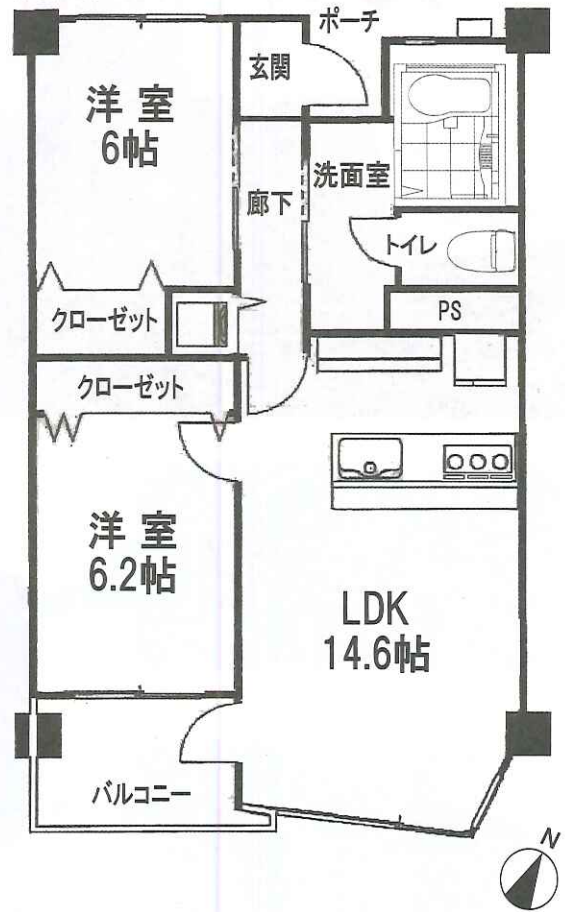 ポーチ
玄関
洋室
6帖
洗面室
廊下
トイレ
PS
クローゼット
クローゼット
洋室
6.2帖
LDK
14.6帖
バルコニー
N